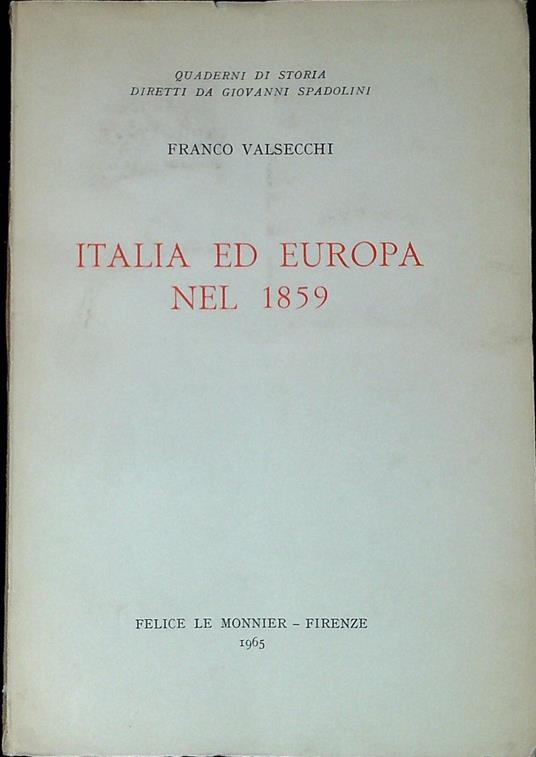 QUADERNI DI STORIA
DIRETTI DA GIOVANNI SPADOLINI
FRANCO VALSECCHI
ITALIA ED EUROPA
NEL 1859
FELICE LE MONNIER – FIRENZE
1965